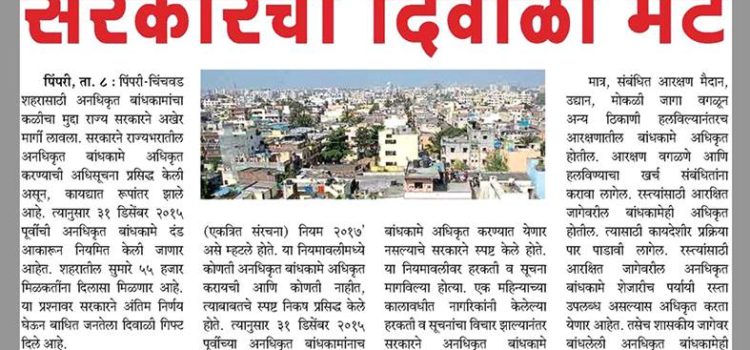 सरकारची दिवाळी भेट
पिंपरी, ता. ८ : पिंपरी-चिंचवड
शहरासाठी अनधिकृत बांधकामांचा
कळीचा मुद्दा राज्य सरकारने अखेर
मार्गी लावला. सरकारने राज्यभरातील
अनधिकृत बांधकामे अधिकृत
करण्याची अधिसूचना प्रसिद्ध केली
असून, कायद्यात रूपांतर झाले
आहे. त्यानुसार ३१ डिसेंबर २०१५
पूर्वीची अनधिकृत बांधकामे दंड
आकारून नियमित केली जाणार
आहेत. शहरातील सुमारे ५५ हजार
मिळकतींना दिलासा मिळणार आहे.
या प्रश्नावर सरकारने अंतिम निर्णय
घेऊन बाधित जनतेला दिवाळी गिफ्ट
दिले आहे.
(एकत्रित संरचना) नियम २०१७'
असे म्हटले होते. या नियमावलीमध्ये
कोणती अनधिकृत बांधकामे अधिकृत
करायची आणि कोणती नाहीत,
त्याबाबतचे स्पष्ट निकष प्रसिद्ध केले
होते. त्यानुसार ३१ डिसेंबर २०१५
पूर्वीच्या अनधिकृत बांधकामांनाच
बांधकामे अधिकृत करण्यात येणार
नसल्याचे सरकारने स्पष्ट केले होते.
या नियमावलीवर हरकती व सूचना
मागविल्या होत्या. एक महिन्याच्या
कालावधीत नागरिकांनी केलेल्या
हरकती व सूचनांचा विचार झाल्यानंतर
सरकारने अनधिकृत बांधकामे
मात्र, संबंधित आरक्षण मैदान,
उद्यान, मोकळी जागा वगळून
अन्य ठिकाणी हलविल्यानंतरच
आरक्षणातील बांधकामे अधिकृत
होतील. आरक्षण वगळणे आणि
हलविण्याचा खर्च संबंधितांना
करावा लागेल. रस्त्यांसाठी आरक्षित
जागेवरील बांधकामेही अधिकृत
होतील. त्यासाठी कायदेशीर प्रक्रिया
पार पाडावी लागेल. रस्त्यांसाठी
आरक्षित जागेवरील अनधिकृत
बांधकामे शेजारीच पर्यायी रस्ता
उपलब्ध असल्यास अधिकृत करता
येणार आहेत. तसेच शासकीय जागेवर
बांधलेली अनधिकृत बांधकामेही